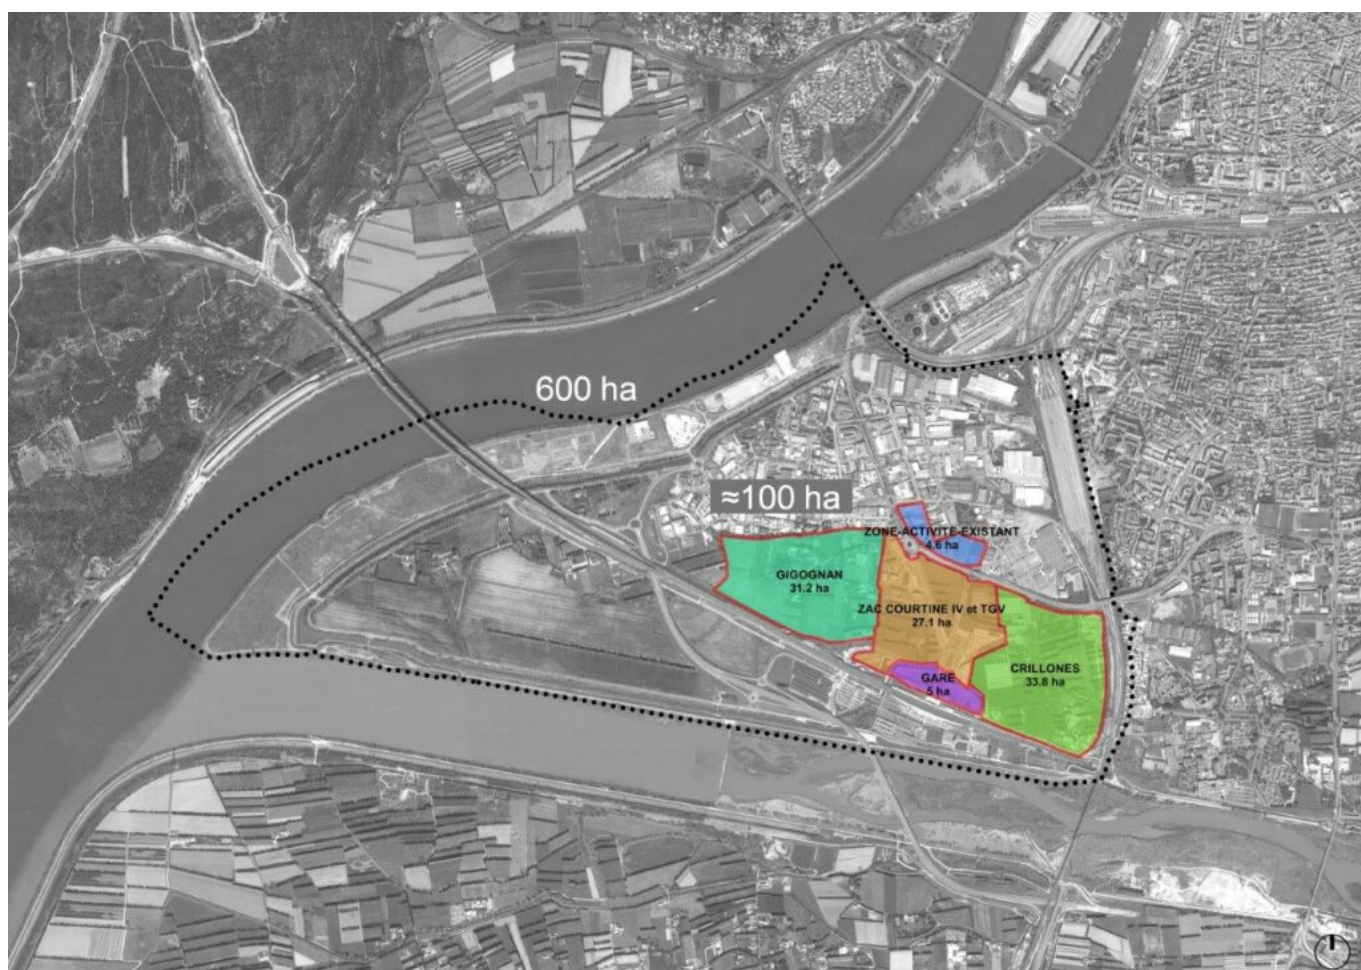 600 ha
≈100 ha
ZONE-ACTIVITE-EXISTANT
4.6 ha
GIGOGNAN
31.2 ha
ZAC COURTINE IV et TGV
27.1 ha
CRILLONES
33.8 ha
GARE
5 ha